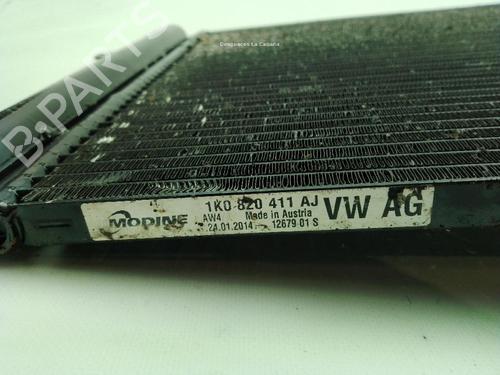 Desguaces La Cabaña
B-PARTS
MODINE
1K0 820 411 AJ
AW4 Made in Austria
24.01.2014 12679 01 S
VW AG